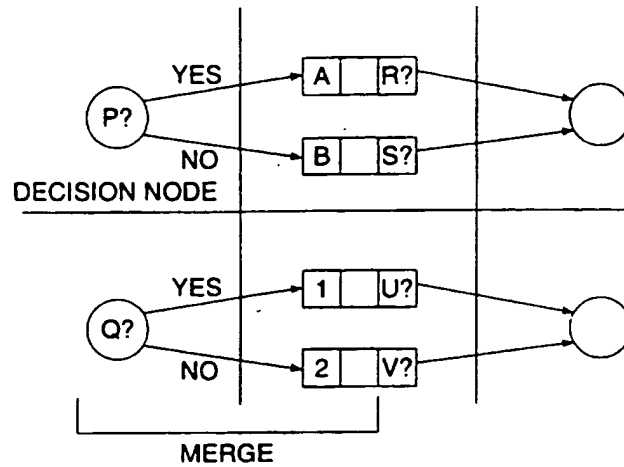 YES
A R?
P?
B S?
NO
DECISION NODE
YES
1 U?
Q?
2 V?
NO
MERGE